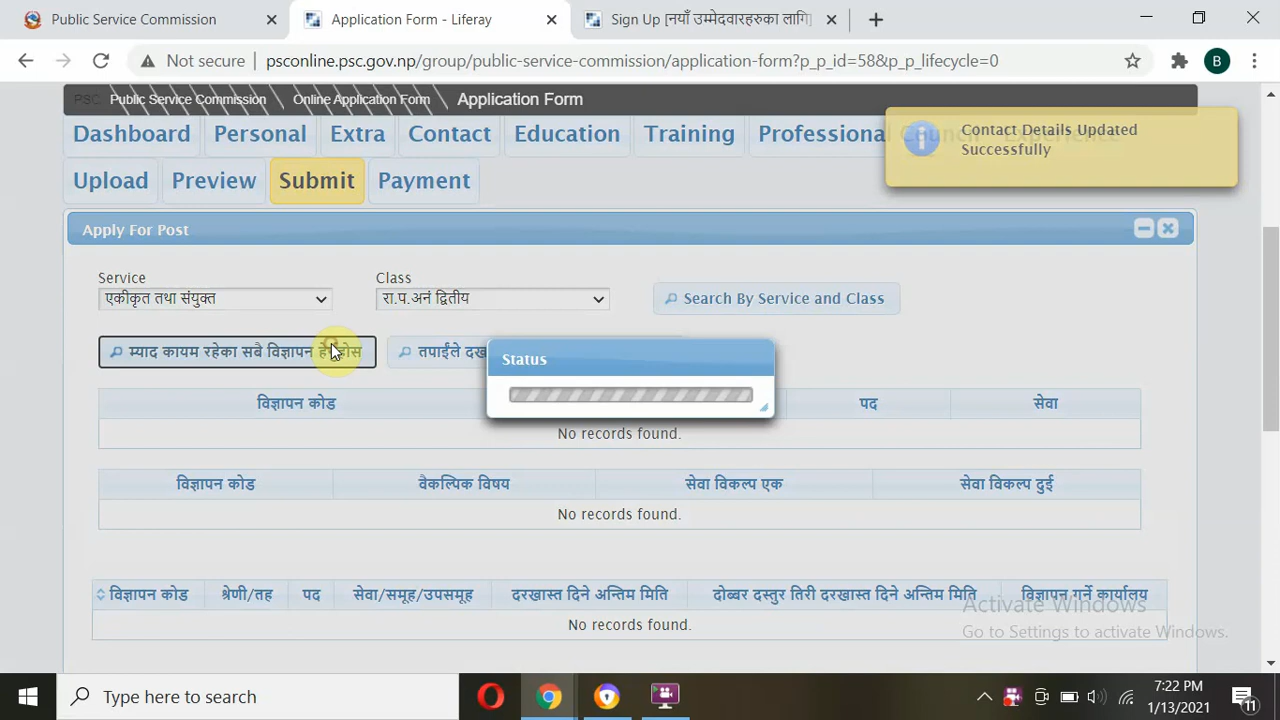 Public Service Commission
Application Form - Liferay
Sign Up [नयाँ उम्मेदवारहरुका लागि]
Not secure
psconline.psc.gov.np/group/public-service-commission/application-form?p_p_id=58&p_p_lifecycle=0
B
PSC Public Service Commission Online Application Form Application Form
Dashboard Personal Extra Contact Education Training Professional Council Experience
Contact Details Updated
Successfully
Upload Preview Submit Payment
Apply For Post
Service Class
एकीकृत तथा संयुक्त रा.प.अनं द्वितीय Search By Service and Class
म्याद कायम रहेका सबै विज्ञापन तपाईंले
Status
विज्ञापन कोड पद सेवा
No records found.
विज्ञापन कोड वैकल्पिक विषय सेवा विकल्प एक सेवा विकल्प दुई
No records found.
विज्ञापन कोड श्रेणी/तह पद सेवा/समूह/उपसमूह दरखास्त दिने अन्तिम मिति दोब्बर दस्तुर तिरी दरखास्त दिने अन्तिम मिति विज्ञापन गर्ने कार्यालय
No records found.
Activate Windows
Go to Settings to activate Windows.
Type here to search
7:22 PM
1/13/2021
11